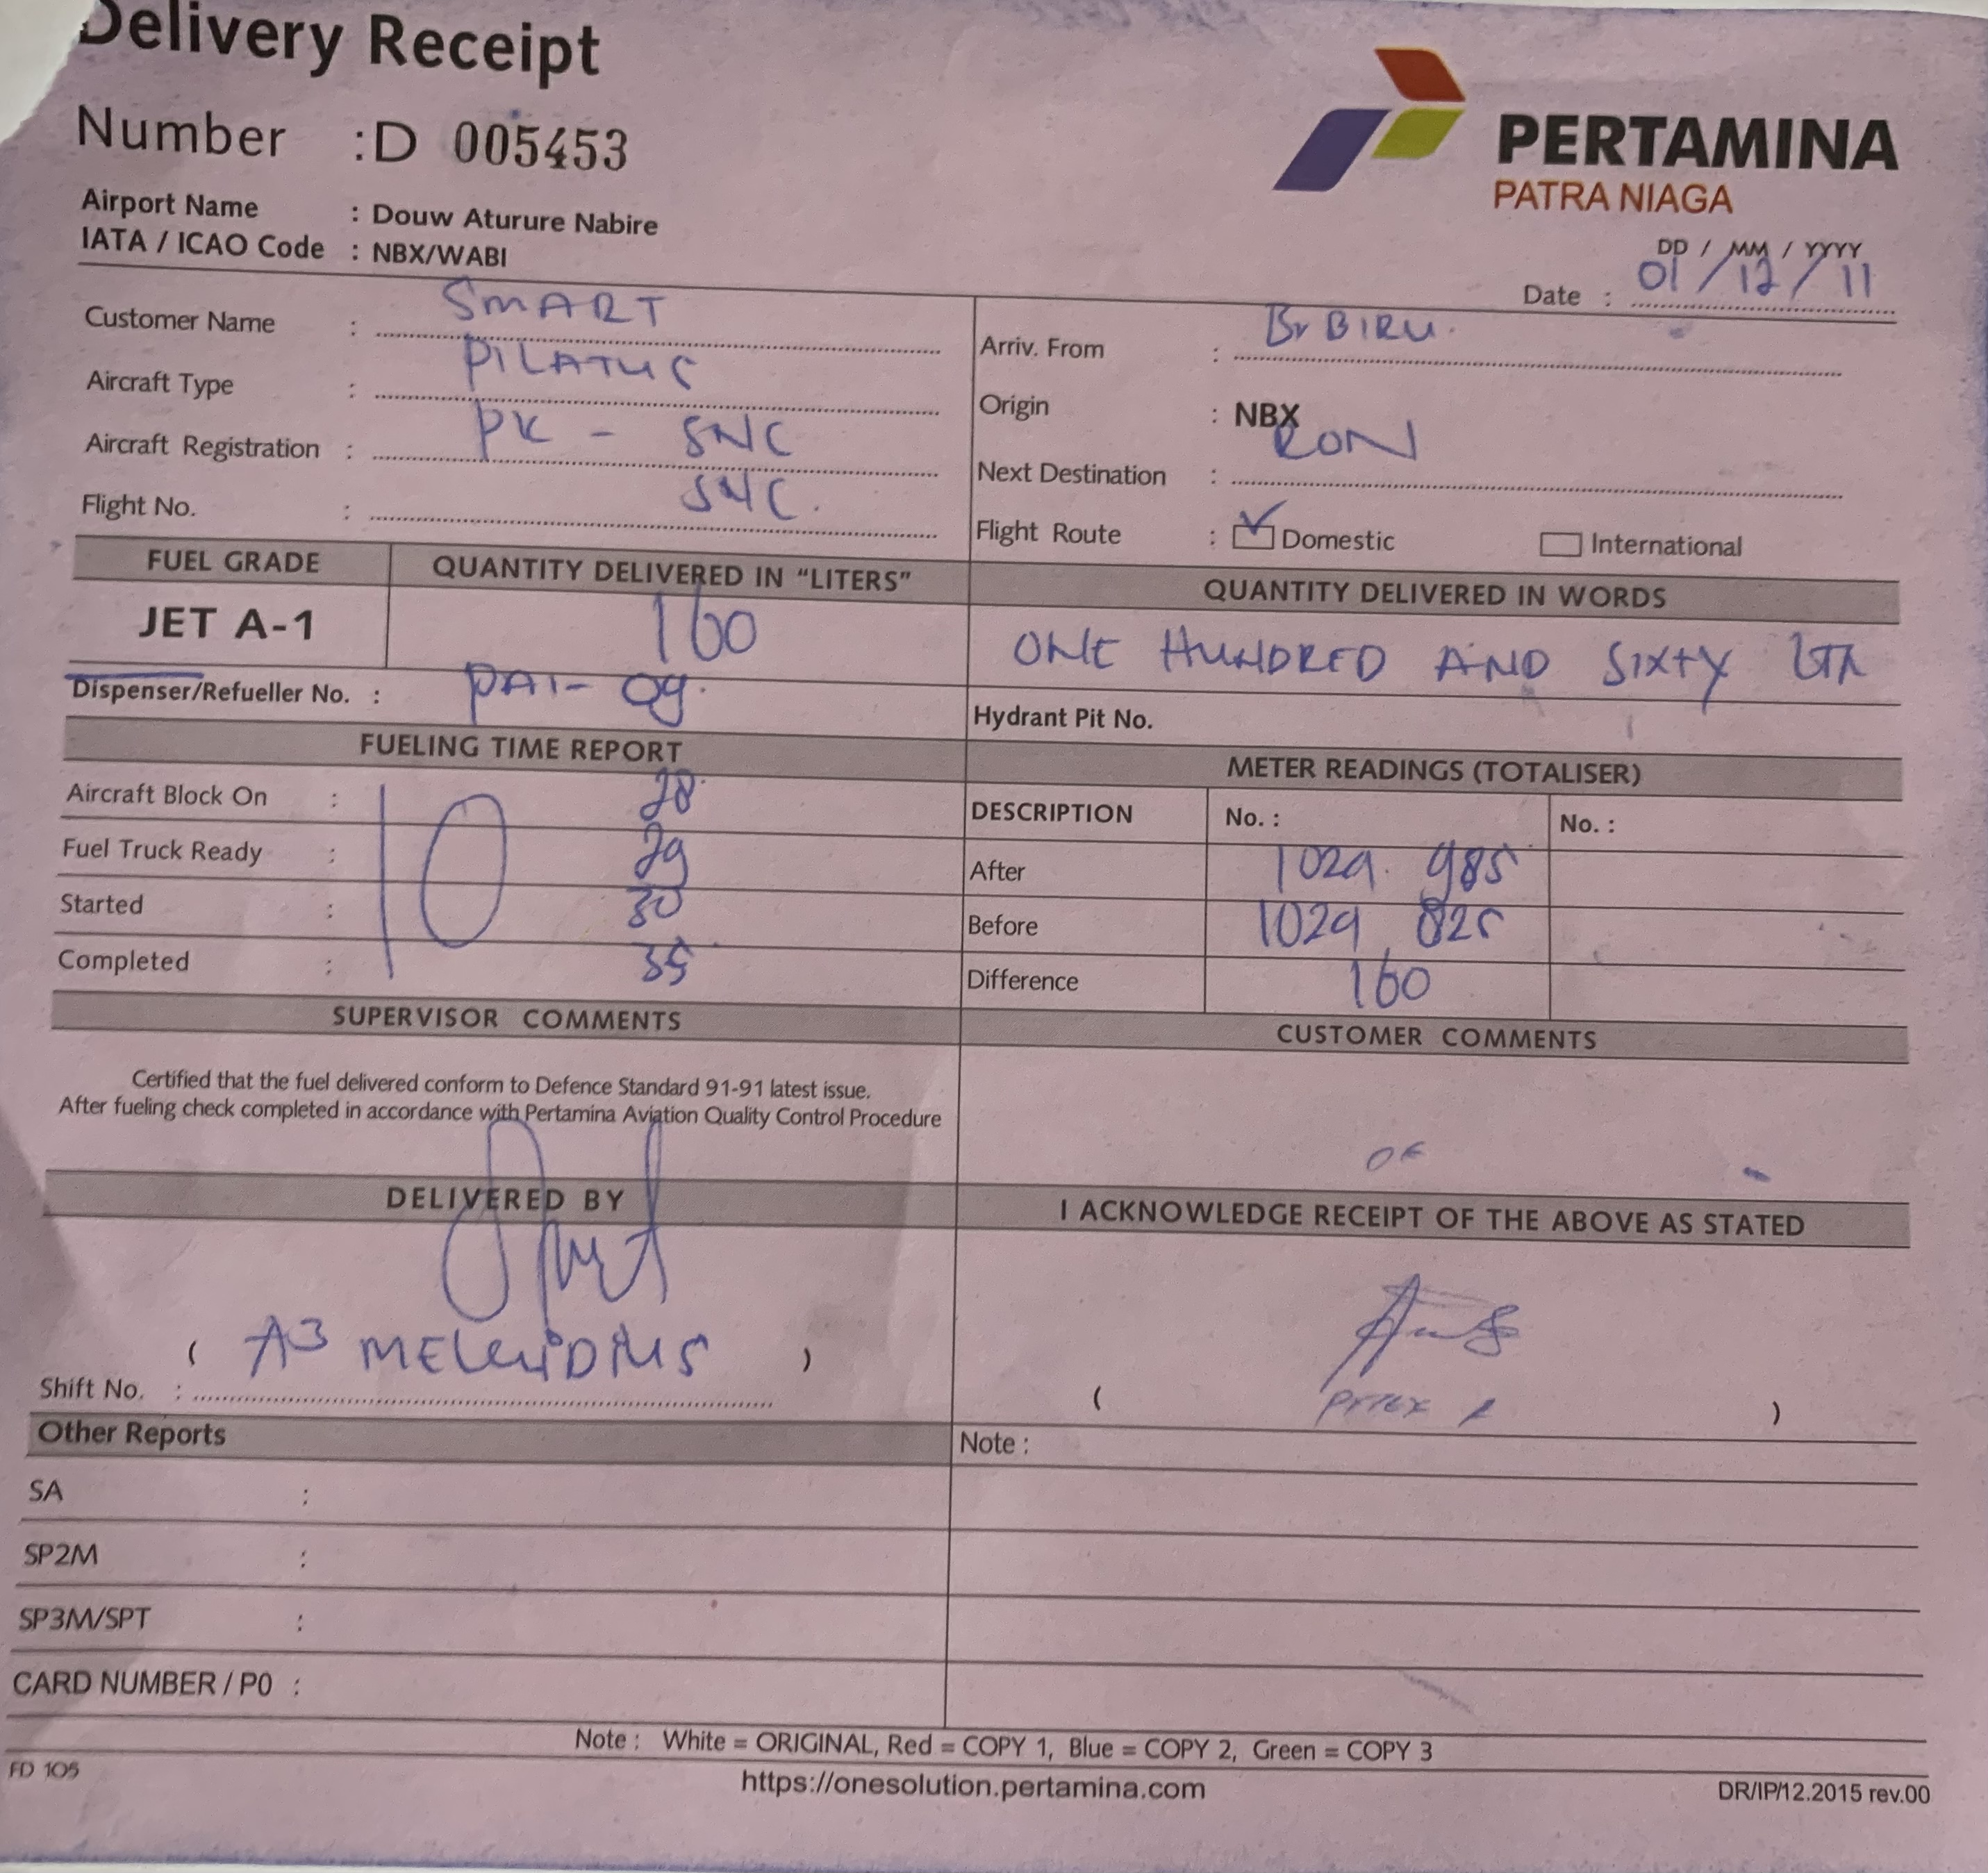 Delivery Receipt
Number :D 005453
PERTAMINA
PATRA NIAGA
Airport Name : Douw Aturure Nabire
IATA / ICAO Code : NBX/WABI
DD / MM / YYYY
Date : 01/12/11
Customer Name : SMART
Aircraft Type : PILATUS
Aircraft Registration : PK - SNC
Flight No. : SNC.
Arriv. From : Br BIRU.
Origin : NBX
Next Destination : RON
Flight Route : Domestic International
FUEL GRADE QUANTITY DELIVERED IN “LITERS” QUANTITY DELIVERED IN WORDS
JET A-1 160 ONE HUNDRED AND SIXTY LTR
Dispenser/Refueller No. : PAI- 09.
Hydrant Pit No.
FUELING TIME REPORT
Aircraft Block On : 10 28
Fuel Truck Ready : 29
Started : 30
Completed : 35
METER READINGS (TOTALISER)
DESCRIPTION No. : No. :
After 1029. 985
Before 1029 825
Difference 160
SUPERVISOR COMMENTS
Certified that the fuel delivered conform to Defence Standard 91-91 latest issue.
After fueling check completed in accordance with Pertamina Aviation Quality Control Procedure
CUSTOMER COMMENTS
DELIVERED BY
( A3 )
Shift No. :
I ACKNOWLEDGE RECEIPT OF THE ABOVE AS STATED
( )
Other Reports
SA :
SP2M :
SP3M/SPT :
CARD NUMBER / P0 :
Note :
Note : White = ORIGINAL, Red = COPY 1, Blue = COPY 2, Green = COPY 3
FD 105
https://onesolution.pertamina.com
DR/IP/12.2015 rev.00